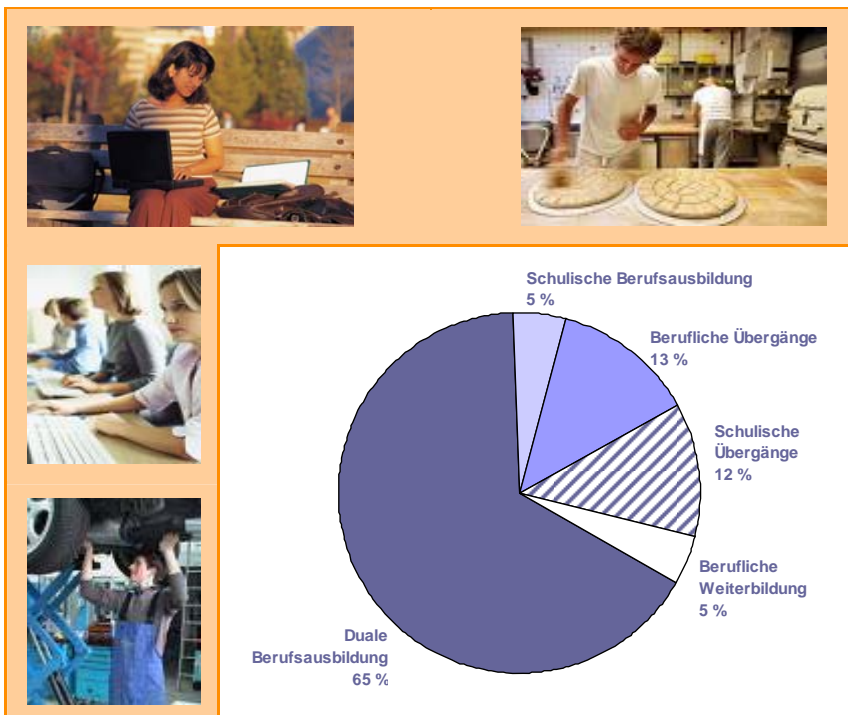 Schulische Berufsausbildung
5 %
Berufliche Übergänge
13 %
Schulische
Übergänge
12 %
Berufliche
Weiterbildung
5 %
Duale
Berufsausbildung
65 %